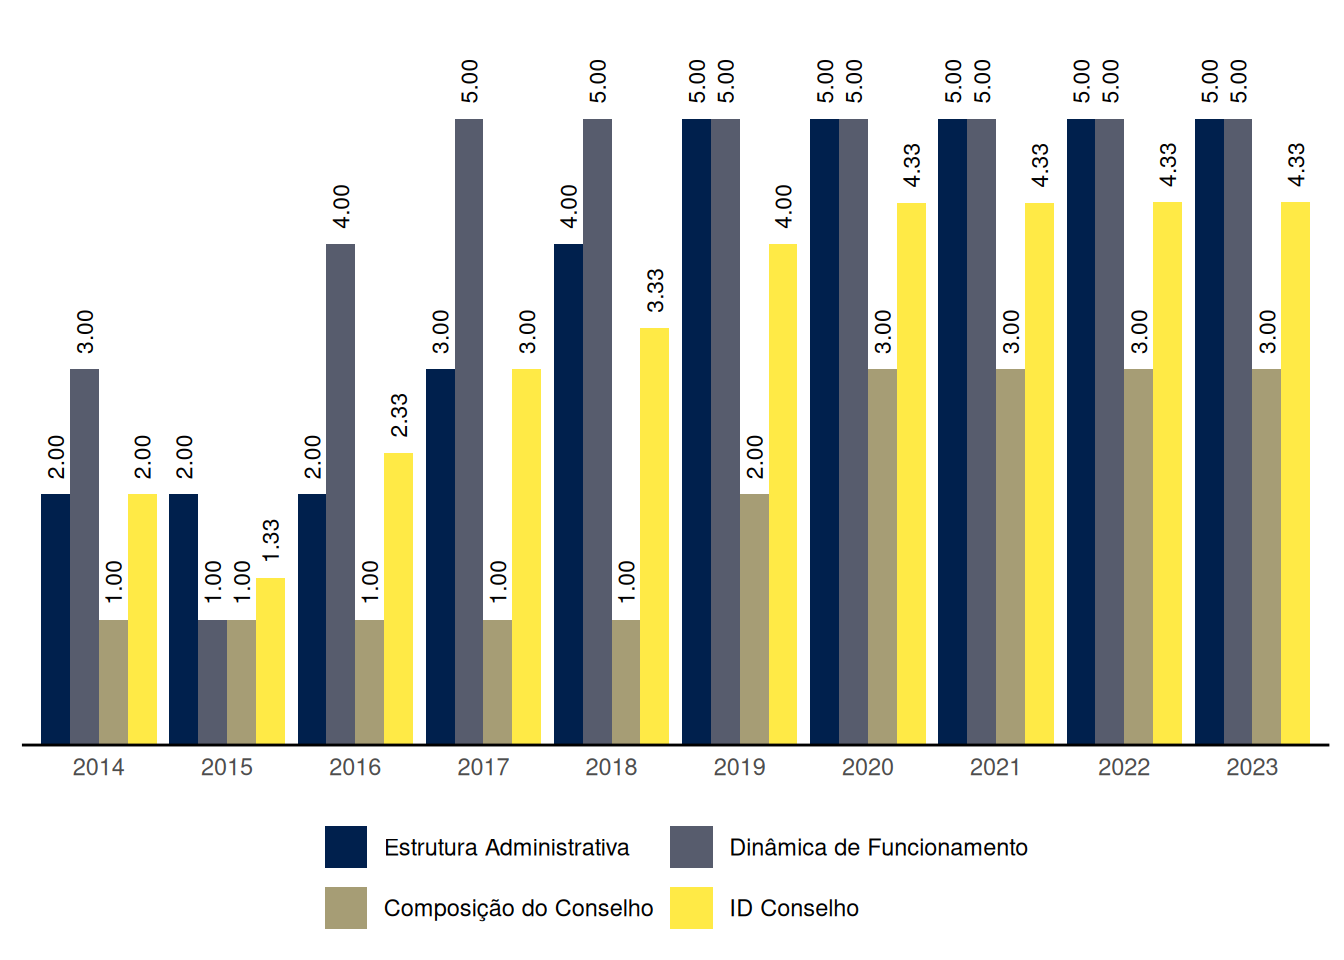 2.00 3.00 1.00 2.00
2.00 1.00 1.00 1.33
2.00 4.00 1.00 2.33
3.00 5.00 1.00 3.00
4.00 5.00 1.00 3.33
5.00 5.00 2.00 4.00
5.00 5.00 3.00 4.33
5.00 5.00 3.00 4.33
5.00 5.00 3.00 4.33
5.00 5.00 3.00 4.33
2014 2015 2016 2017 2018 2019 2020 2021 2022 2023
Estrutura Administrativa Dinâmica de Funcionamento
Composição do Conselho ID Conselho